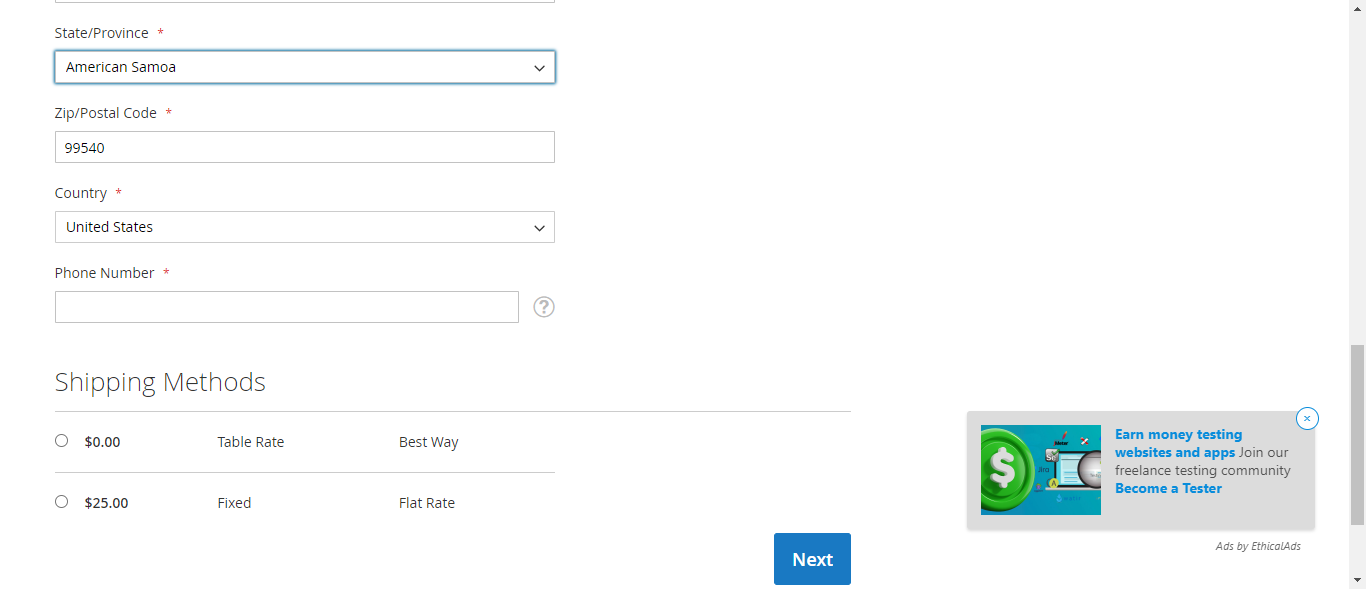 State/Province *
American Samoa
Zip/Postal Code *
99540
Country *
United States
Phone Number *
?
Shipping Methods
$0.00 Table Rate Best Way
$25.00 Fixed Flat Rate
Next
Earn money testing
websites and apps Join our
freelance testing community
Become a Tester
Ads by EthicalAds